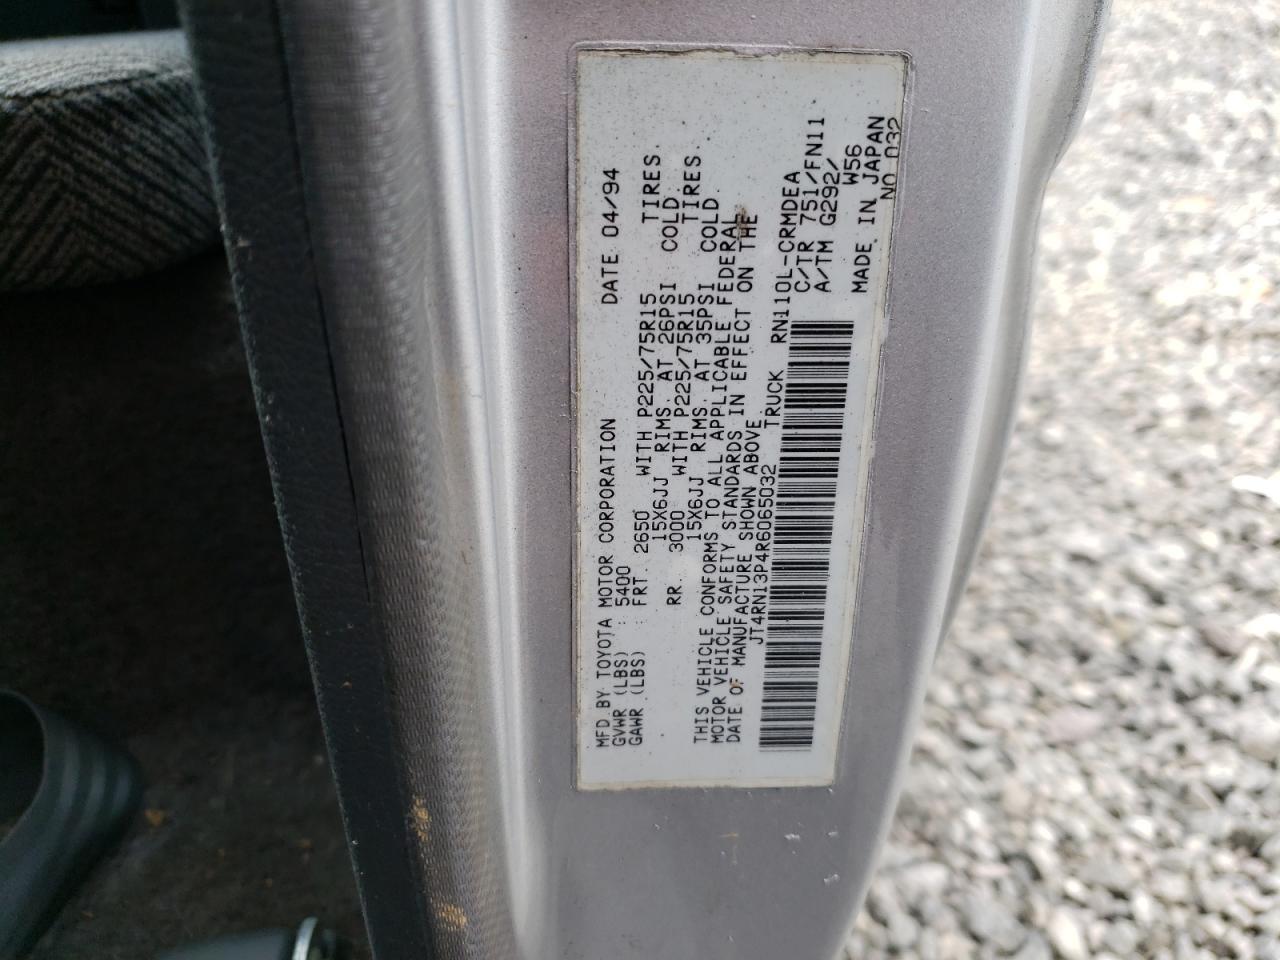 MFD BY TOYOTA MOTOR CORPORATION DATE 04/94
GVWR (LBS) : 5400
GAWR (LBS) : FRT. 2650 WITH P225/75R15 TIRES.
15X6JJ RIMS. AT 26PSI COLD.
RR. 3000 WITH P225/75R15 TIRES.
15X6JJ RIMS. AT 35PSI COLD
THIS VEHICLE CONFORMS TO ALL APPLICABLE FEDERAL
MOTOR VEHICLE SAFETY STANDARDS IN EFFECT ON THE
DATE OF MANUFACTURE SHOWN ABOVE.
JT4RN13P4R6065032 TRUCK RN110L-CRMDEA
C/TR 751/FN11
A/TM G292/
W56
MADE IN JAPAN
NO 032